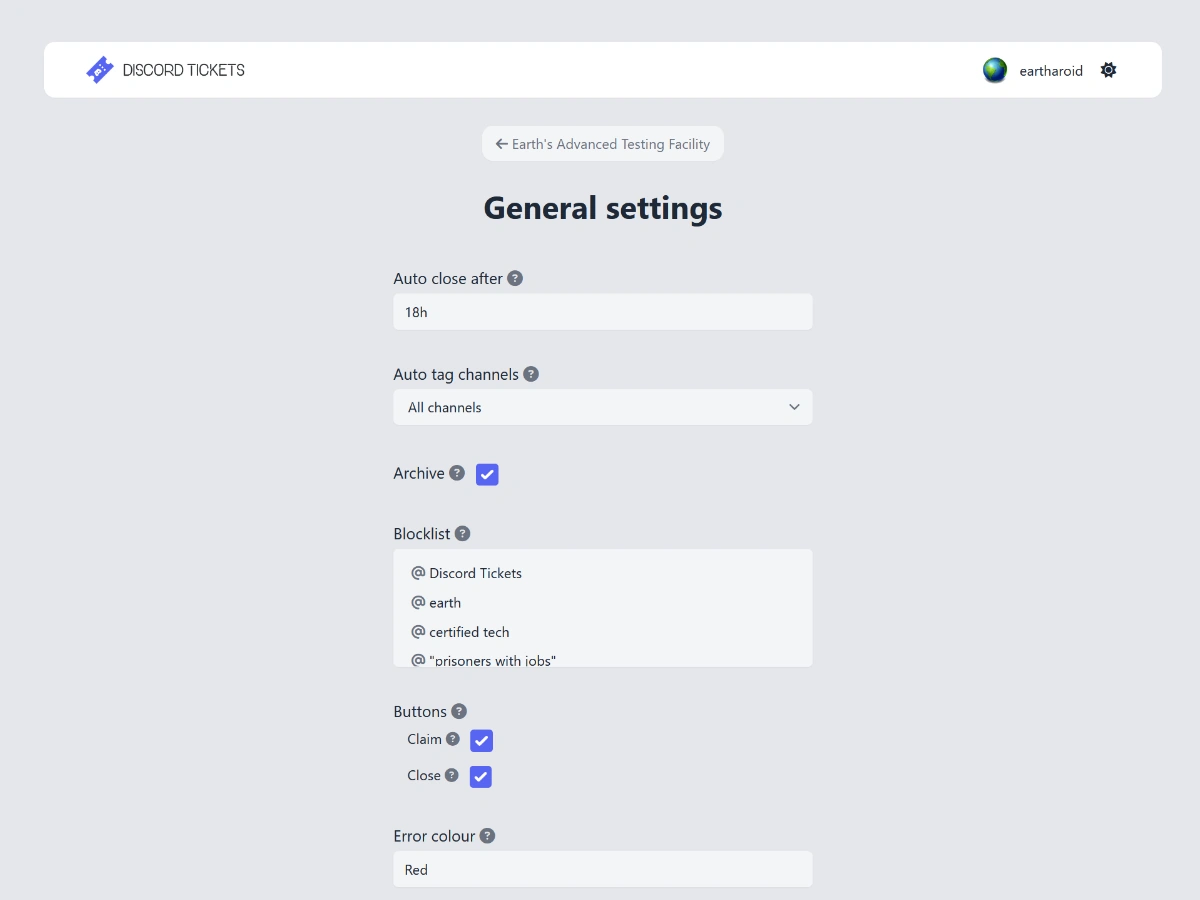 DISCORD TICKETS
eartharoid
Earth's Advanced Testing Facility
General settings
Auto close after ?
18h
Auto tag channels ?
All channels
Archive ?
Blocklist ?
@ Discord Tickets
@ earth
@ certified tech
@ "prisoners with jobs"
Buttons ?
Claim ?
Close ?
Error colour ?
Red